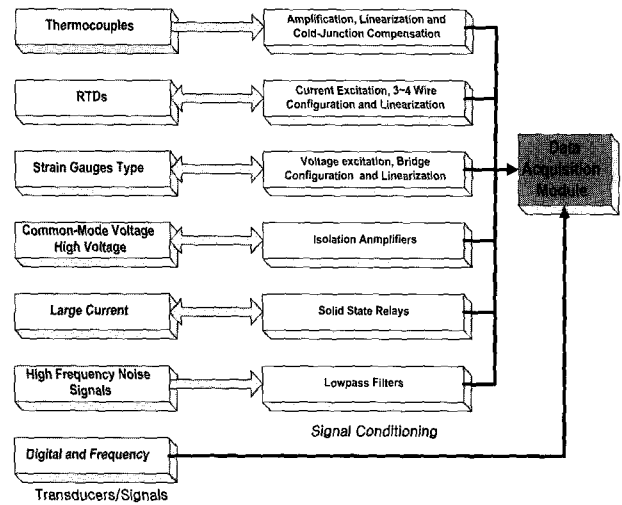 Thermocouples
Amplification, Linearization and
Cold-Junction Compensation
RTDs
Current Excitation, 3~4 Wire
Configuration and Linearization
Data
Acquisition
Module
Strain Gauges Type
Voltage excitation, Bridge
Configuration and Linearization
Common-Mode Voltage
High Voltage
Isolation Anmplifiers
Large Current
Solid State Relays
High Frequency Noise
Signals
Lowpass Filters
Signal Conditioning
Digital and Frequency
Transducers/Signals